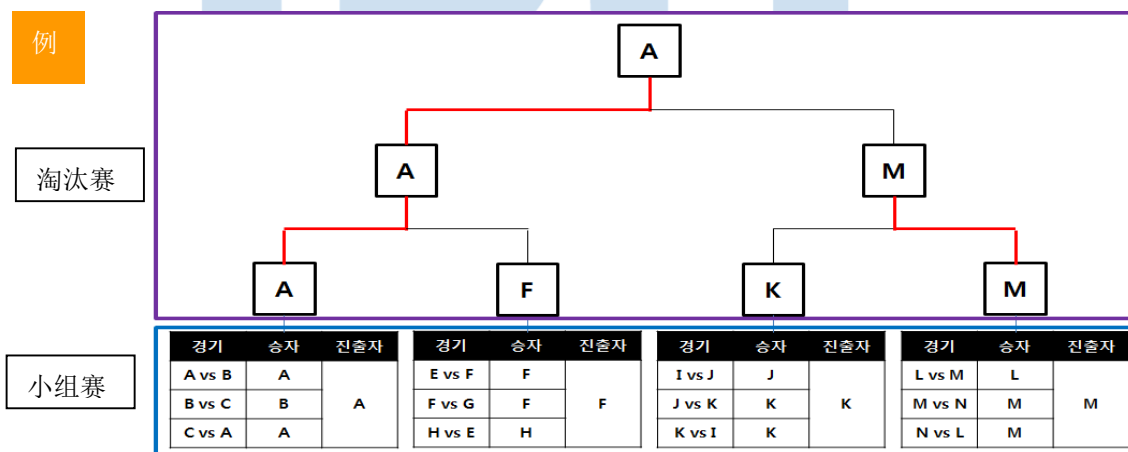 例
A
淘汰赛
A M
A F K M
小组赛
경기 승자 진출자
A vs B A
B vs C B A
C vs A A
경기 승자 진출자
E vs F F
F vs G F F
H vs E H
경기 승자 진출자
I vs J J
J vs K K K
K vs I K
경기 승자 진출자
L vs M L
M vs N M M
N vs L M